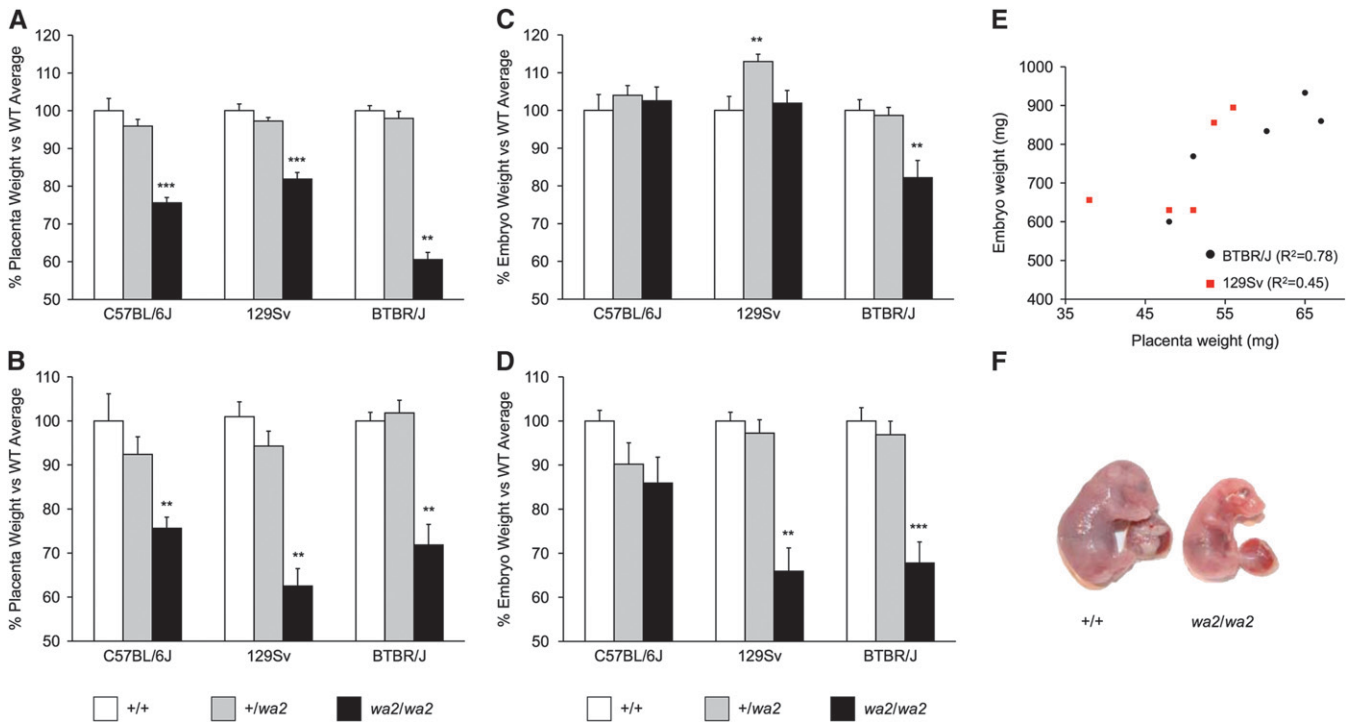 A
% Placenta Weight vs WT Average
120
110
100
90
80
70
60
50
***
***
**
C57BL/6J 129Sv BTBR/J
B
% Placenta Weight vs WT Average
110
100
90
80
70
60
50
**
**
**
C57BL/6J 129Sv BTBR/J
+/+ +/wa2 wa2/wa2
C
% Embryo Weight vs WT Average
120
110
100
90
80
70
60
50
**
**
C57BL/6J 129Sv BTBR/J
D
% Embryo Weight vs WT Average
110
100
90
80
70
60
50
**
***
C57BL/6J 129Sv BTBR/J
+/+ +/wa2 wa2/wa2
E
Embryo weight (mg)
1000
900
800
700
600
500
400
BTBR/J (R²=0.78)
129Sv (R²=0.45)
35 45 55 65
Placenta weight (mg)
F
+/+ wa2/wa2